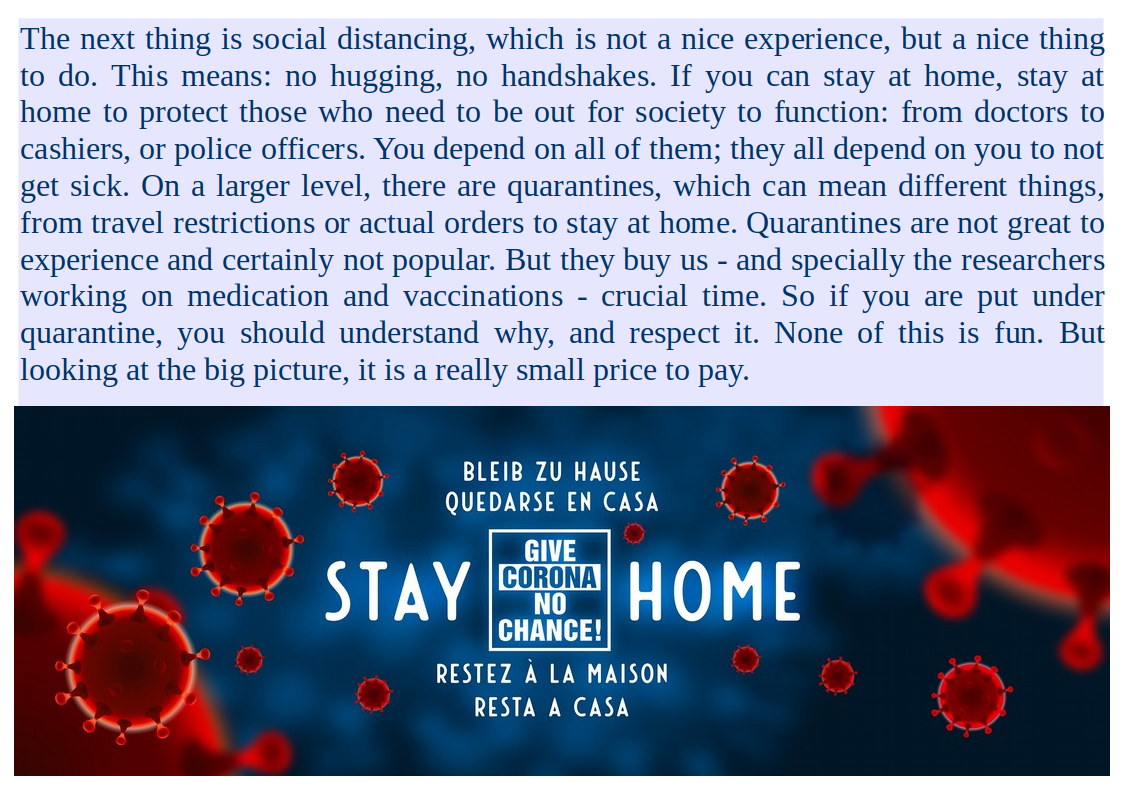 The next thing is social distancing, which is not a nice experience, but a nice thing
to do. This means: no hugging, no handshakes. If you can stay at home, stay at
home to protect those who need to be out for society to function: from doctors to
cashiers, or police officers. You depend on all of them; they all depend on you to not
get sick. On a larger level, there are quarantines, which can mean different things,
from travel restrictions or actual orders to stay at home. Quarantines are not great to
experience and certainly not popular. But they buy us - and specially the researchers
working on medication and vaccinations - crucial time. So if you are put under
quarantine, you should understand why, and respect it. None of this is fun. But
looking at the big picture, it is a really small price to pay.
BLEIB ZU HAUSE
QUEDARSE EN CASA
STAY
GIVE
CORONA
NO
CHANCE!
HOME
RESTEZ À LA MAISON
RESTA A CASA